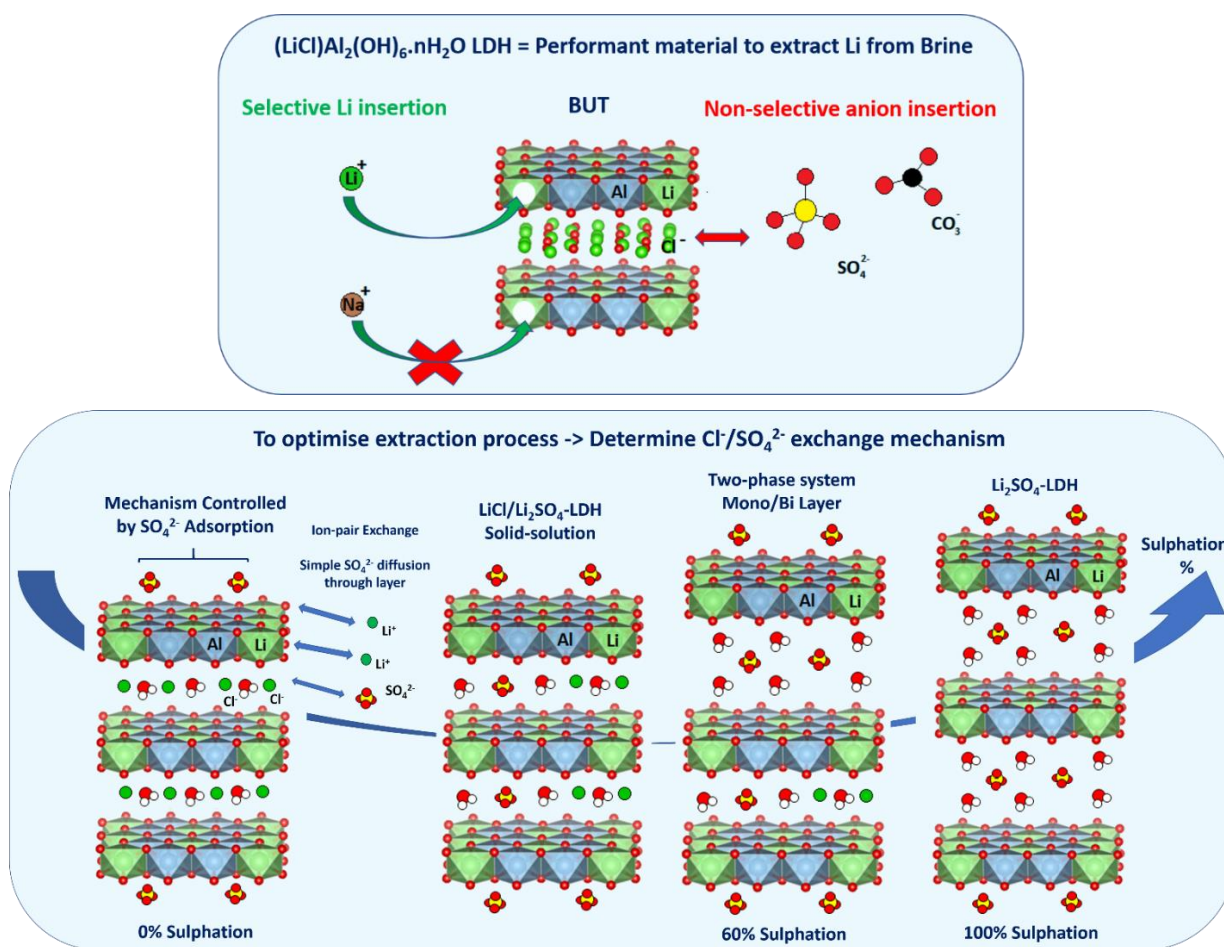 (LiCl)Al₂(OH)₆.nH₂O LDH = Performant material to extract Li from Brine
Selective Li insertion
BUT
Non-selective anion insertion
Li⁺
Al
Li
Cl⁻
SO₄²⁻
CO₃⁻
Na⁺
To optimise extraction process -> Determine Cl⁻/SO₄²⁻ exchange mechanism
Mechanism Controlled
by SO₄²⁻ Adsorption
Ion-pair Exchange
Simple SO₄²⁻ diffusion
through layer
Al
Li
Li⁺
Li⁺
SO₄²⁻
Cl⁻
Cl⁻
0% Sulphation
LiCl/Li₂SO₄-LDH
Solid-solution
Al
Li
Two-phase system
Mono/Bi Layer
Al
Li
60% Sulphation
Li₂SO₄-LDH
Al
Li
100% Sulphation
Sulphation
%